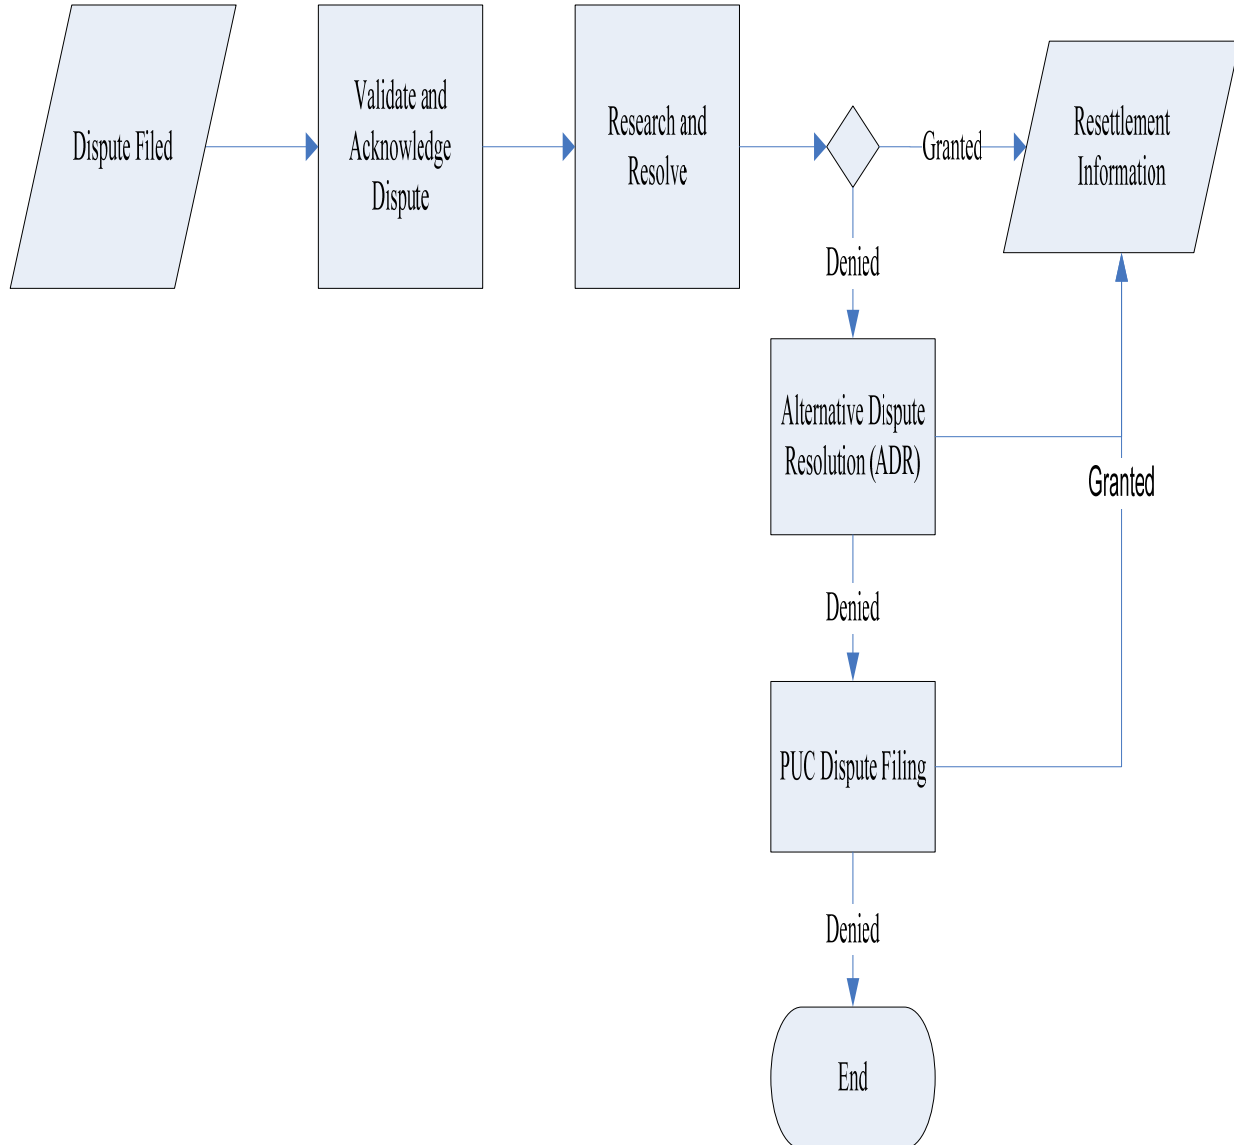 Dispute Filed
Validate and
Acknowledge
Dispute
Research and
Resolve
Granted
Resettlement
Information
Denied
Alternative Dispute
Resolution (ADR)
Granted
Denied
PUC Dispute Filing
Denied
End